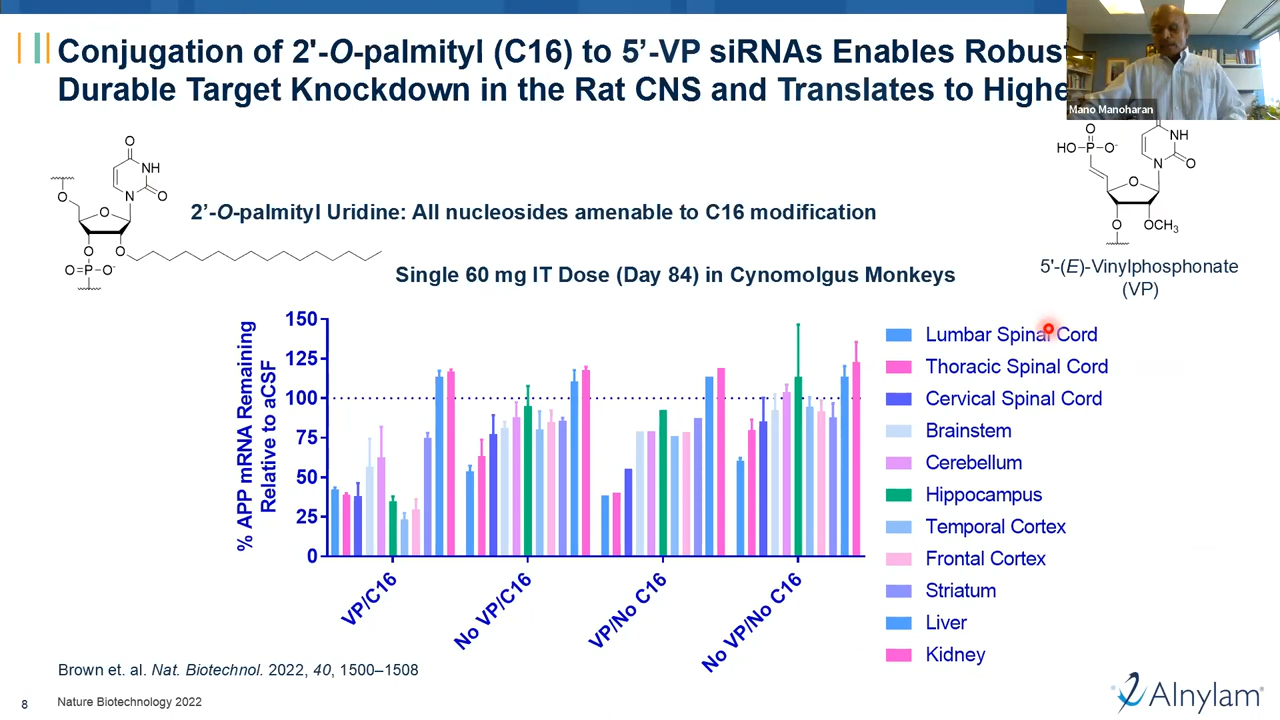 Conjugation of 2'-O-palmityl (C16) to 5’-VP siRNAs Enables Robus
Durable Target Knockdown in the Rat CNS and Translates to Highe
Mano Manoharan
O
NH
N
O
O
O
O
O
O=P–O-
2’-O-palmityl Uridine: All nucleosides amenable to C16 modification
O
HO–P–O-
NH
N
O
O
O
OCH3
5'-(E)-Vinylphosphonate
(VP)
Single 60 mg IT Dose (Day 84) in Cynomolgus Monkeys
% APP mRNA Remaining
Relative to aCSF
150
125
100
75
50
25
0
VP/C16
No VP/C16
VP/No C16
No VP/No C16
Lumbar Spinal Cord
Thoracic Spinal Cord
Cervical Spinal Cord
Brainstem
Cerebellum
Hippocampus
Temporal Cortex
Frontal Cortex
Striatum
Liver
Kidney
Brown et. al. Nat. Biotechnol. 2022, 40, 1500–1508
8
Nature Biotechnology 2022
Alnylam